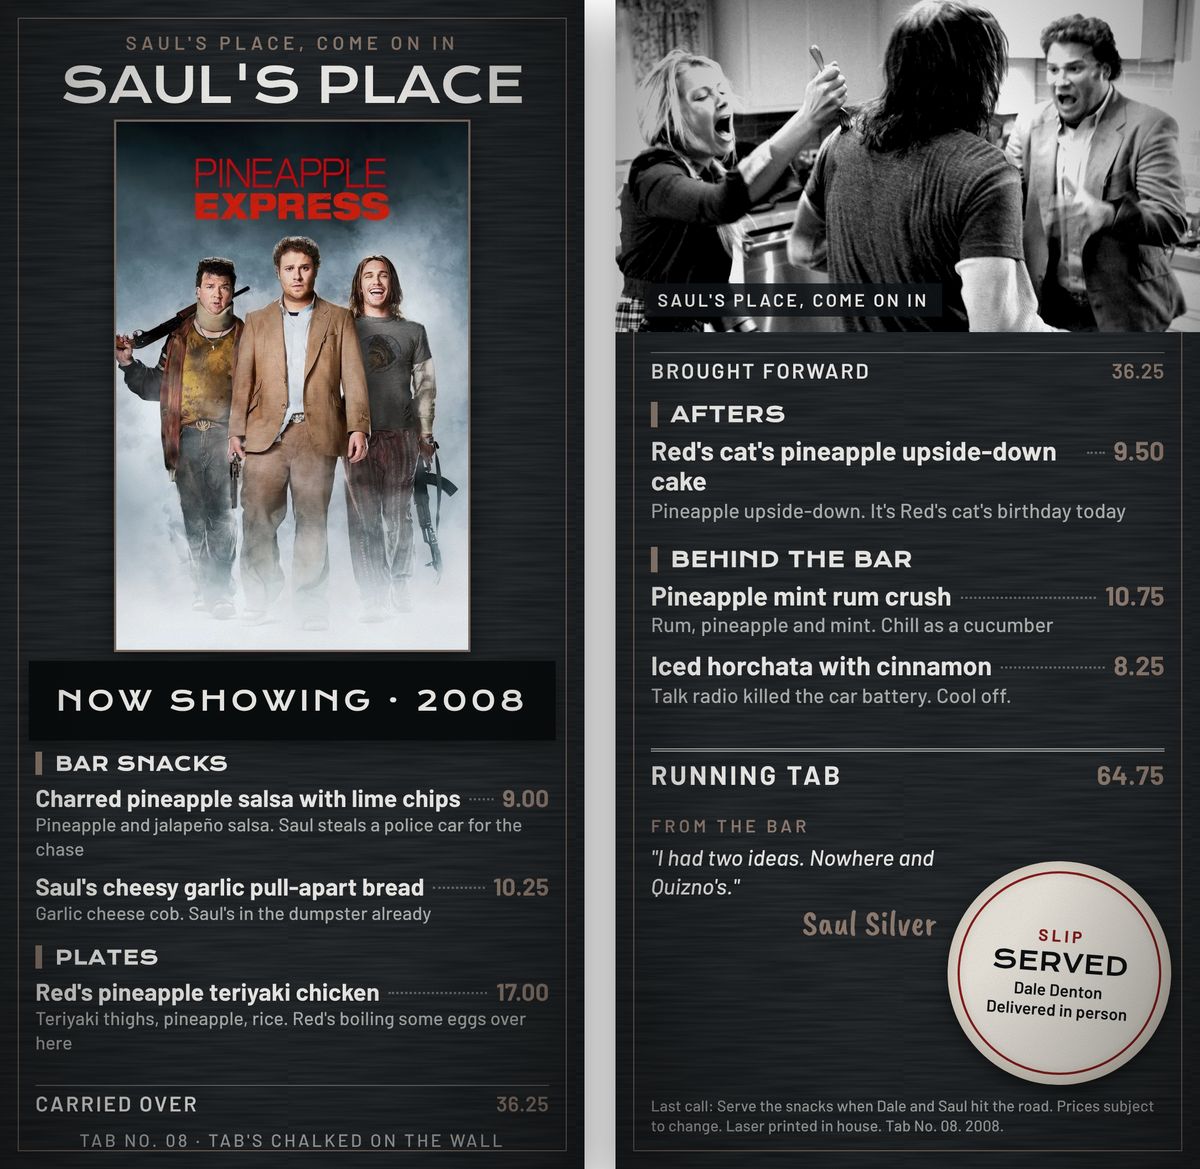 SAUL'S PLACE, COME ON IN
SAUL'S PLACE
PINEAPPLE
EXPRESS
NOW SHOWING · 2008
BAR SNACKS
Charred pineapple salsa with lime chips 9.00
Pineapple and jalapeño salsa. Saul steals a police car for the
chase
Saul's cheesy garlic pull-apart bread 10.25
Garlic cheese cob. Saul's in the dumpster already
PLATES
Red's pineapple teriyaki chicken 17.00
Teriyaki thighs, pineapple, rice. Red's boiling some eggs over
here
CARRIED OVER 36.25
TAB NO. 08 · TAB'S CHALKED ON THE WALL
SAUL'S PLACE, COME ON IN
BROUGHT FORWARD 36.25
AFTERS
Red's cat's pineapple upside-down 9.50
cake
Pineapple upside-down. It's Red's cat's birthday today
BEHIND THE BAR
Pineapple mint rum crush 10.75
Rum, pineapple and mint. Chill as a cucumber
Iced horchata with cinnamon 8.25
Talk radio killed the car battery. Cool off.
RUNNING TAB 64.75
FROM THE BAR
"I had two ideas. Nowhere and
Quizno's."
Saul Silver
SLIP
SERVED
Dale Denton
Delivered in person
Last call: Serve the snacks when Dale and Saul hit the road. Prices subject
to change. Laser printed in house. Tab No. 08. 2008.